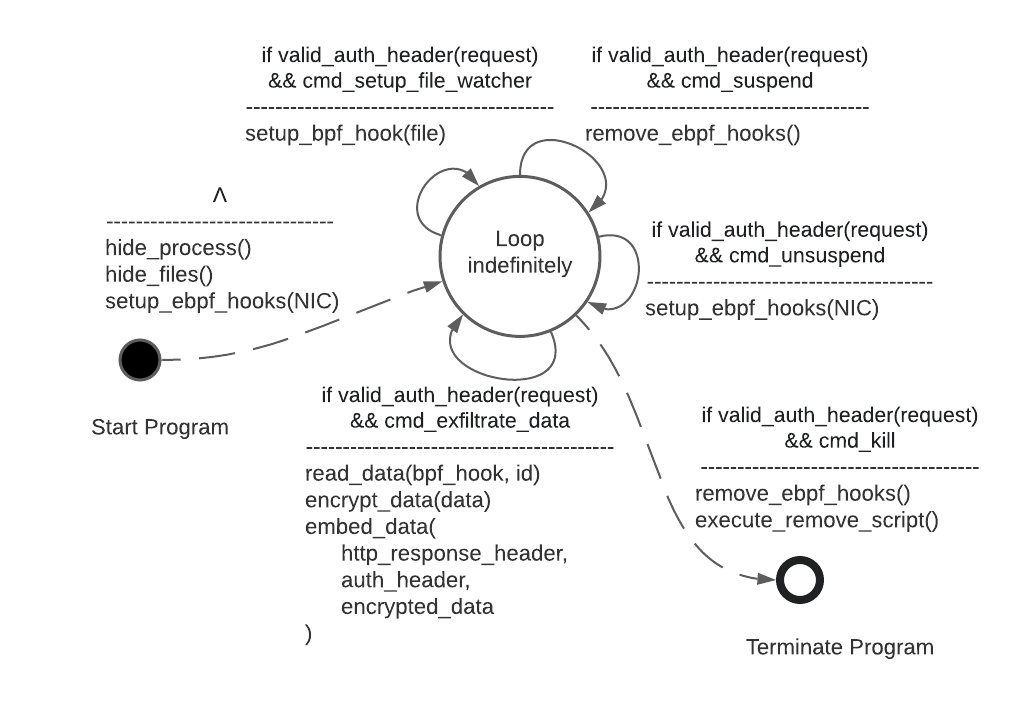 if valid_auth_header(request)
&& cmd_setup_file_watcher
------------------------------------------
setup_bpf_hook(file)
if valid_auth_header(request)
&& cmd_suspend
--------------------------------------
remove_ebpf_hooks()
Λ
-------------------------------
hide_process()
hide_files()
setup_ebpf_hooks(NIC)
Start Program
Loop
indefinitely
if valid_auth_header(request)
&& cmd_unsuspend
---------------------------------------
setup_ebpf_hooks(NIC)
if valid_auth_header(request)
&& cmd_exfiltrate_data
------------------------------------------
read_data(bpf_hook, id)
encrypt_data(data)
embed_data(
http_response_header,
auth_header,
encrypted_data
)
if valid_auth_header(request)
&& cmd_kill
--------------------------------------
remove_ebpf_hooks()
execute_remove_script()
Terminate Program